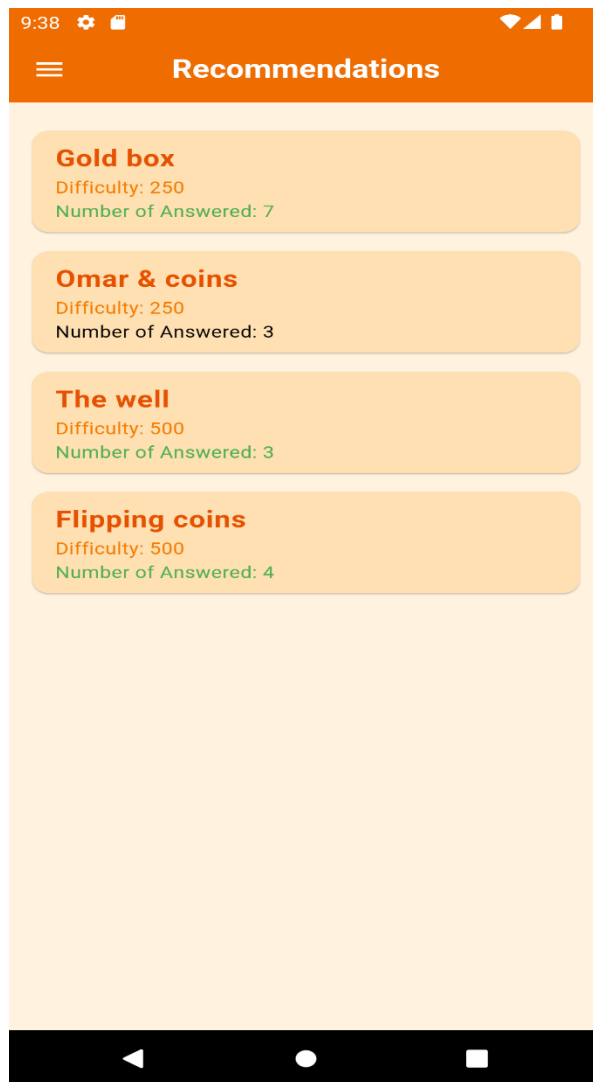 9:38
Recommendations
Gold box
Difficulty: 250
Number of Answered: 7
Omar & coins
Difficulty: 250
Number of Answered: 3
The well
Difficulty: 500
Number of Answered: 3
Flipping coins
Difficulty: 500
Number of Answered: 4